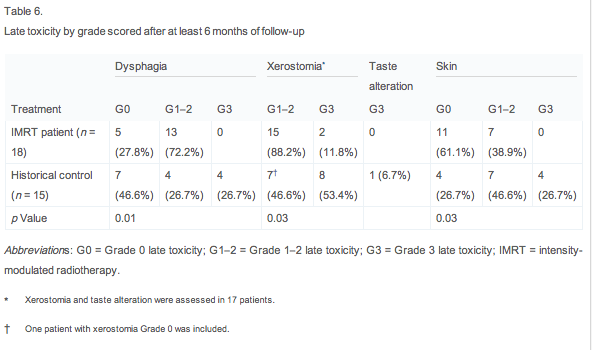 Table 6.
Late toxicity by grade scored after at least 6 months of follow-up
Dysphagia Xerostomia* Taste alteration Skin
Treatment G0 G1–2 G3 G1–2 G3 G3 G0 G1–2 G3
IMRT patient (n = 18) 5 (27.8%) 13 (72.2%) 0 15 (88.2%) 2 (11.8%) 0 11 (61.1%) 7 (38.9%) 0
Historical control (n = 15) 7 (46.6%) 4 (26.7%) 4 (26.7%) 7† (46.6%) 8 (53.4%) 1 (6.7%) 4 (26.7%) 7 (46.6%) 4 (26.7%)
p Value 0.01 0.03 0.03
Abbreviations: G0 = Grade 0 late toxicity; G1–2 = Grade 1–2 late toxicity; G3 = Grade 3 late toxicity; IMRT = intensity-
modulated radiotherapy.
* Xerostomia and taste alteration were assessed in 17 patients.
† One patient with xerostomia Grade 0 was included.